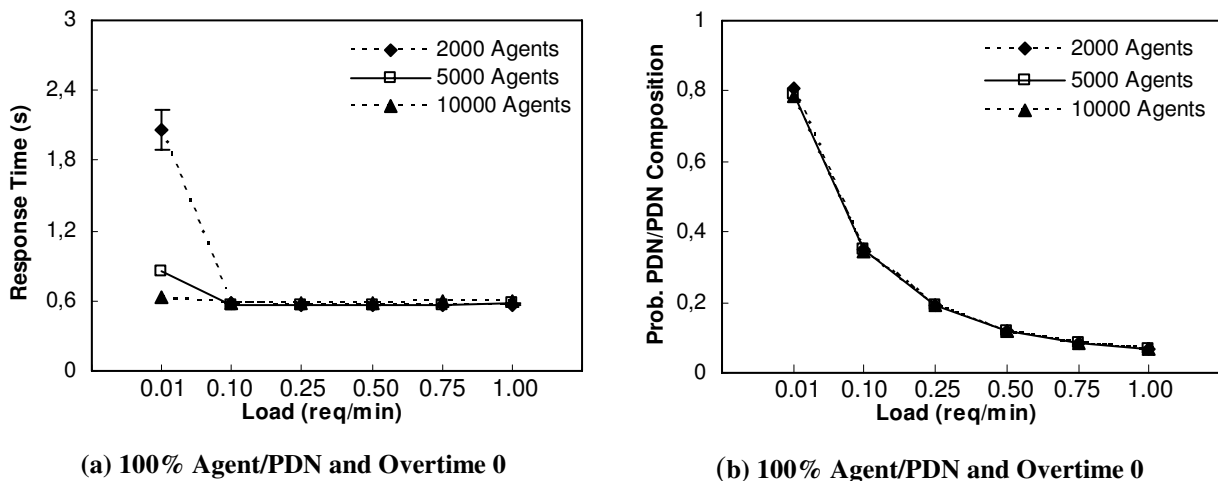 3
2,4
1,8
1,2
0,6
0
Response Time (s)
2000 Agents
5000 Agents
10000 Agents
0.01 0.10 0.25 0.50 0.75 1.00
Load (req/min)
(a) 100% Agent/PDN and Overtime 0
1
0,8
0,6
0,4
0,2
0
Prob. PDN/PDN Composition
2000 Agents
5000 Agents
10000 Agents
0.01 0.10 0.25 0.50 0.75 1.00
Load (req/min)
(b) 100% Agent/PDN and Overtime 0